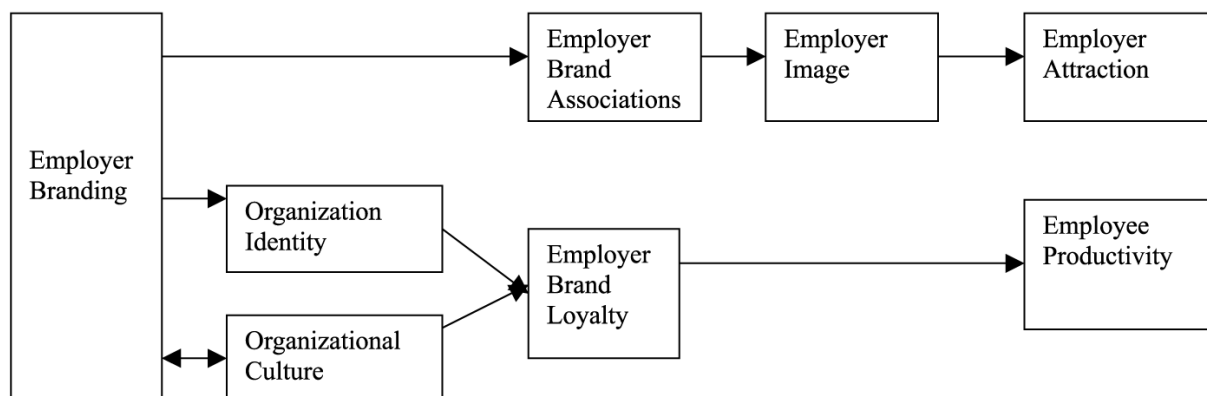 Employer
Branding
Employer
Brand
Associations
Employer
Image
Employer
Attraction
Organization
Identity
Organizational
Culture
Employer
Brand
Loyalty
Employee
Productivity